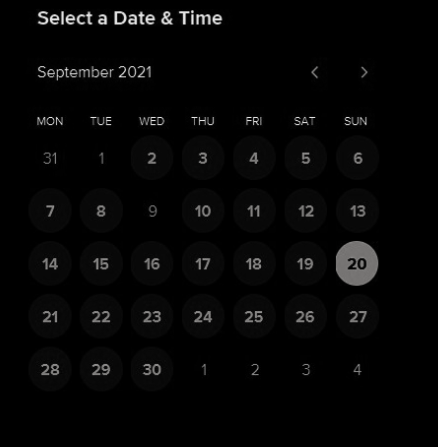 Select a Date & Time
September 2021
MON TUE WED THU FRI SAT SUN
31 1 2 3 4 5 6
7 8 9 10 11 12 13
14 15 16 17 18 19 20
21 22 23 24 25 26 27
28 29 30 1 2 3 4